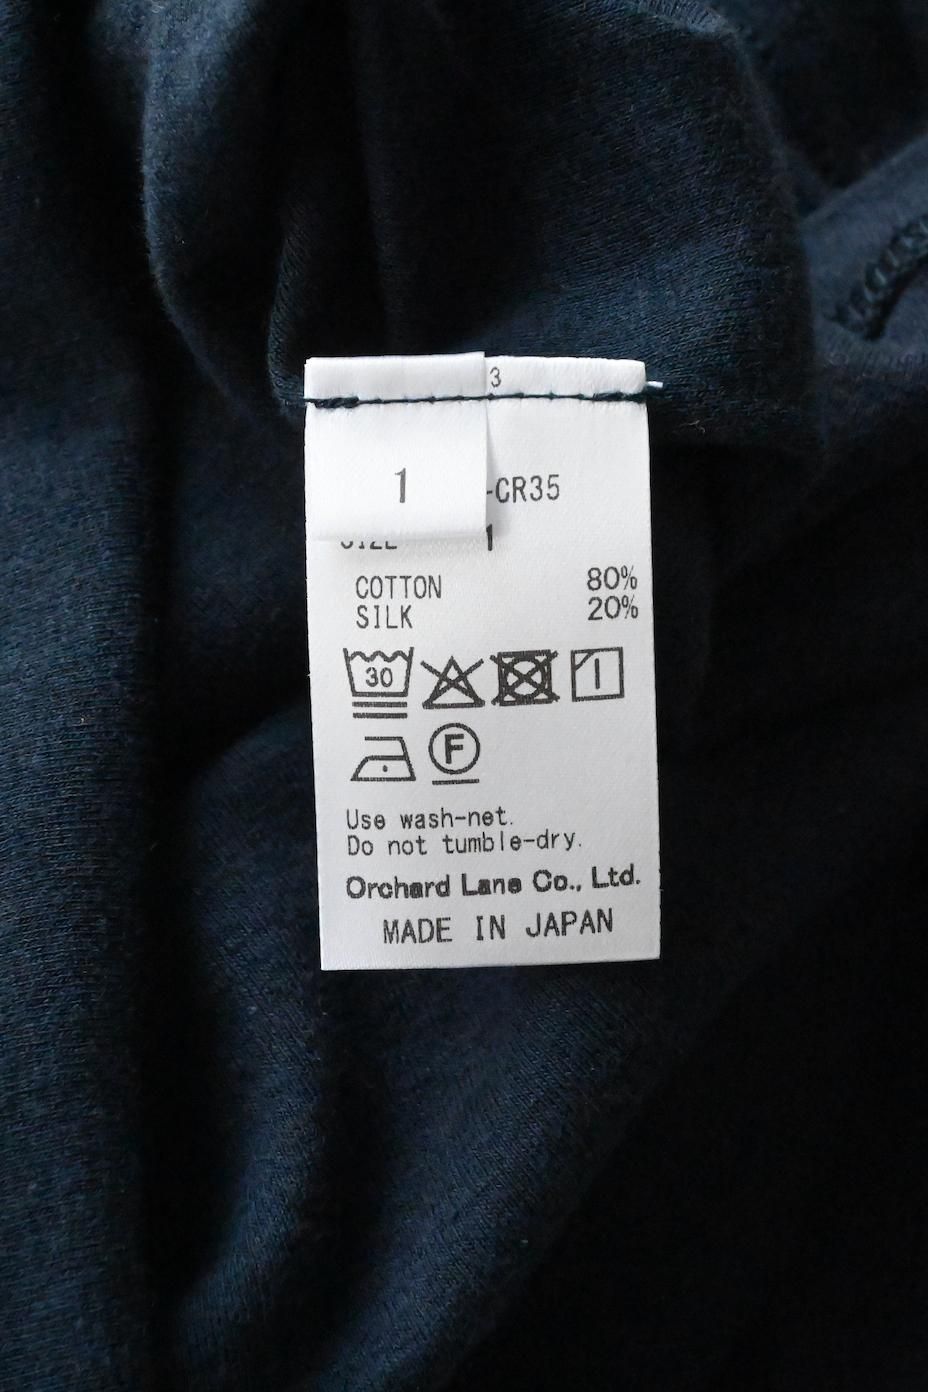 3
1
-CR35
SIZE 1
COTTON 80%
SILK 20%
30
F
Use wash-net.
Do not tumble-dry.
Orchard Lane Co., Ltd.
MADE IN JAPAN